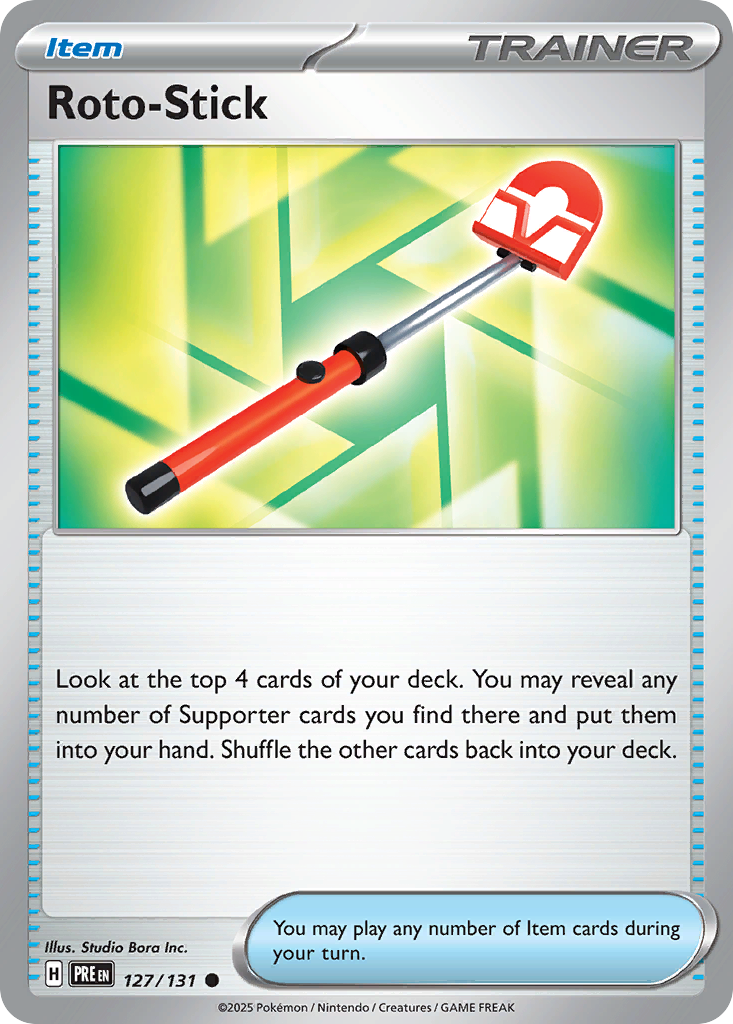 Item
TRAINER
Roto-Stick
Look at the top 4 cards of your deck. You may reveal any
number of Supporter cards you find there and put them
into your hand. Shuffle the other cards back into your deck.
You may play any number of Item cards during
your turn.
Illus. Studio Bora Inc.
H PRE EN 127/131
©2025 Pokémon / Nintendo / Creatures / GAME FREAK